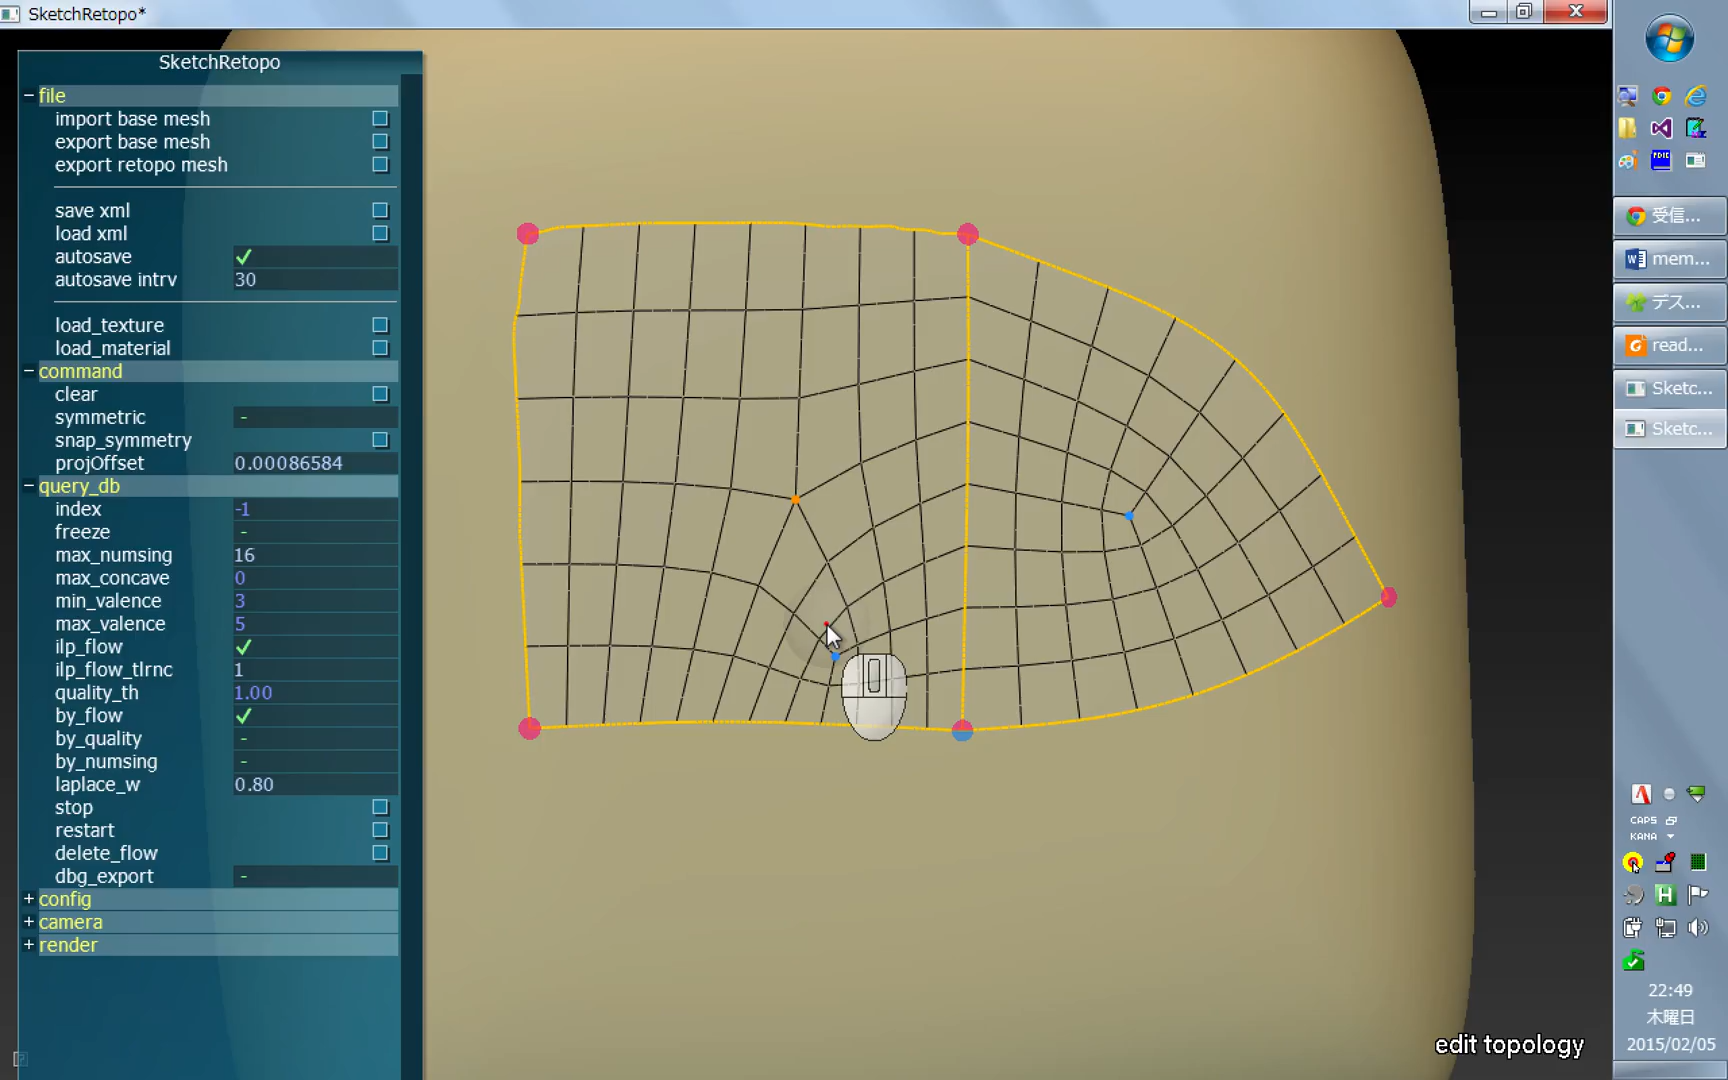 SketchRetopo*
SketchRetopo
file
import base mesh
export base mesh
export retopo mesh
save xml
load xml
autosave
autosave intrv 30
load_texture
load_material
command
clear
symmetric -
snap_symmetry
projOffset 0.00086584
query_db
index -1
freeze -
max_numsing 16
max_concave 0
min_valence 3
max_valence 5
ilp_flow
ilp_flow_tlrnc 1
quality_th 1.00
by_flow
by_quality -
by_numsing -
laplace_w 0.80
stop
restart
delete_flow
dbg_export -
config
camera
render
edit topology
PDIC
受信...
mem...
デス...
read...
Sketc...
Sketc...
CAPS
KANA
22:49
木曜日
2015/02/05